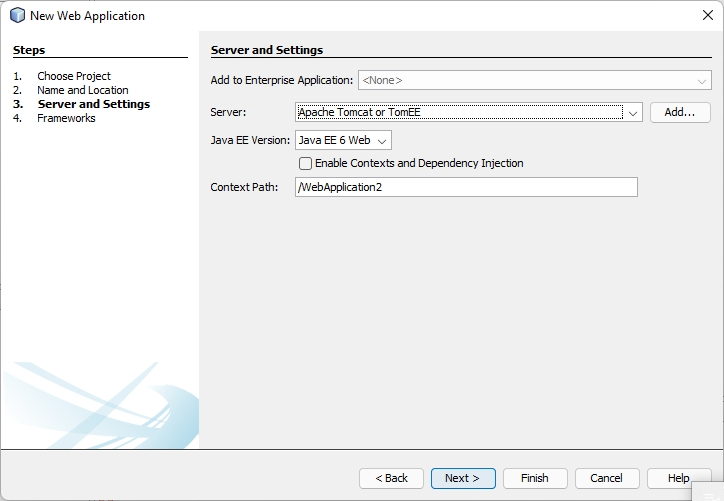 New Web Application
Steps
1. Choose Project
2. Name and Location
3. Server and Settings
4. Frameworks
Server and Settings
Add to Enterprise Application: <None>
Server: Apache Tomcat or TomEE Add...
Java EE Version: Java EE 6 Web
Enable Contexts and Dependency Injection
Context Path: /WebApplication2
< Back Next > Finish Cancel Help